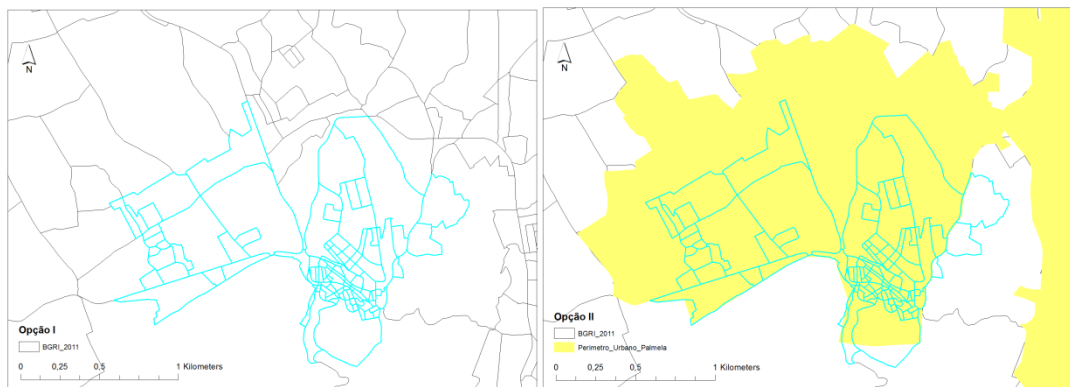 N
Opção I
BGRI_2011
0 0,25 0,5 1 Kilometers
N
Opção II
BGRI_2011
Perimetro_Urbano_Palmela
0 0,25 0,5 1 Kilometers